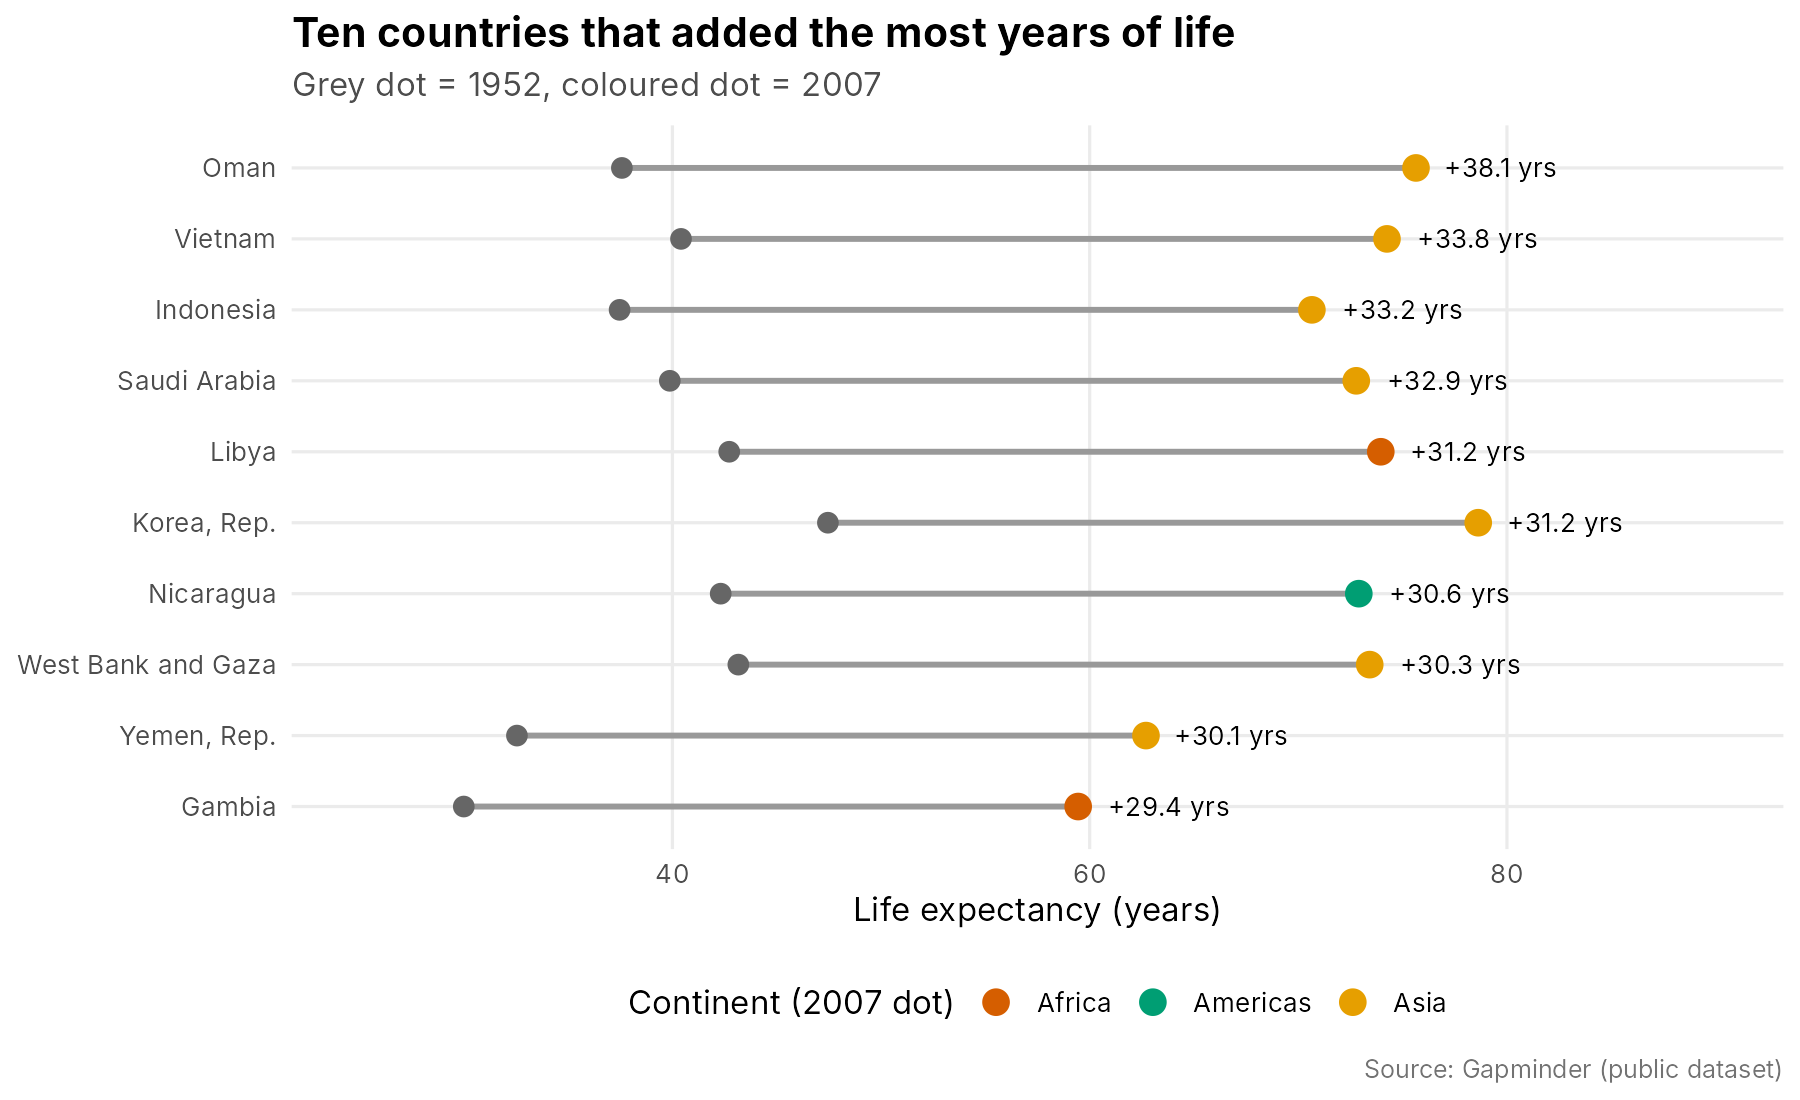 Ten countries that added the most years of life
Grey dot = 1952, coloured dot = 2007
Oman +38.1 yrs
Vietnam +33.8 yrs
Indonesia +33.2 yrs
Saudi Arabia +32.9 yrs
Libya +31.2 yrs
Korea, Rep. +31.2 yrs
Nicaragua +30.6 yrs
West Bank and Gaza +30.3 yrs
Yemen, Rep. +30.1 yrs
Gambia +29.4 yrs
40 60 80
Life expectancy (years)
Continent (2007 dot) Africa Americas Asia
Source: Gapminder (public dataset)